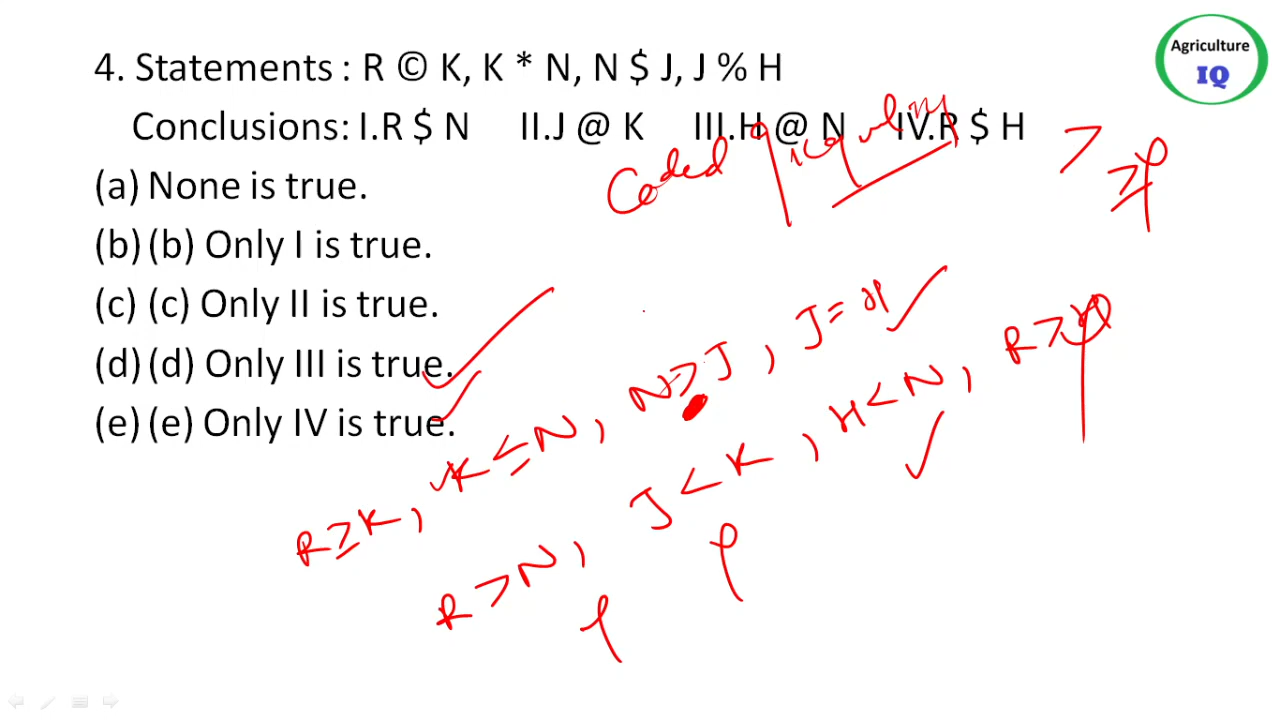 Agriculture
IQ
4. Statements : R © K, K * N, N $ J, J % H
Conclusions: I.R $ N II.J @ K III.H @ N IV.R $ H
Coded inequality
(a) None is true.
(b) (b) Only I is true.
(c) (c) Only II is true.
(d) (d) Only III is true.
(e) (e) Only IV is true.
R ≥ K, K ≤ N, N > J, J = H
R > N, J < K, H < N, R > H